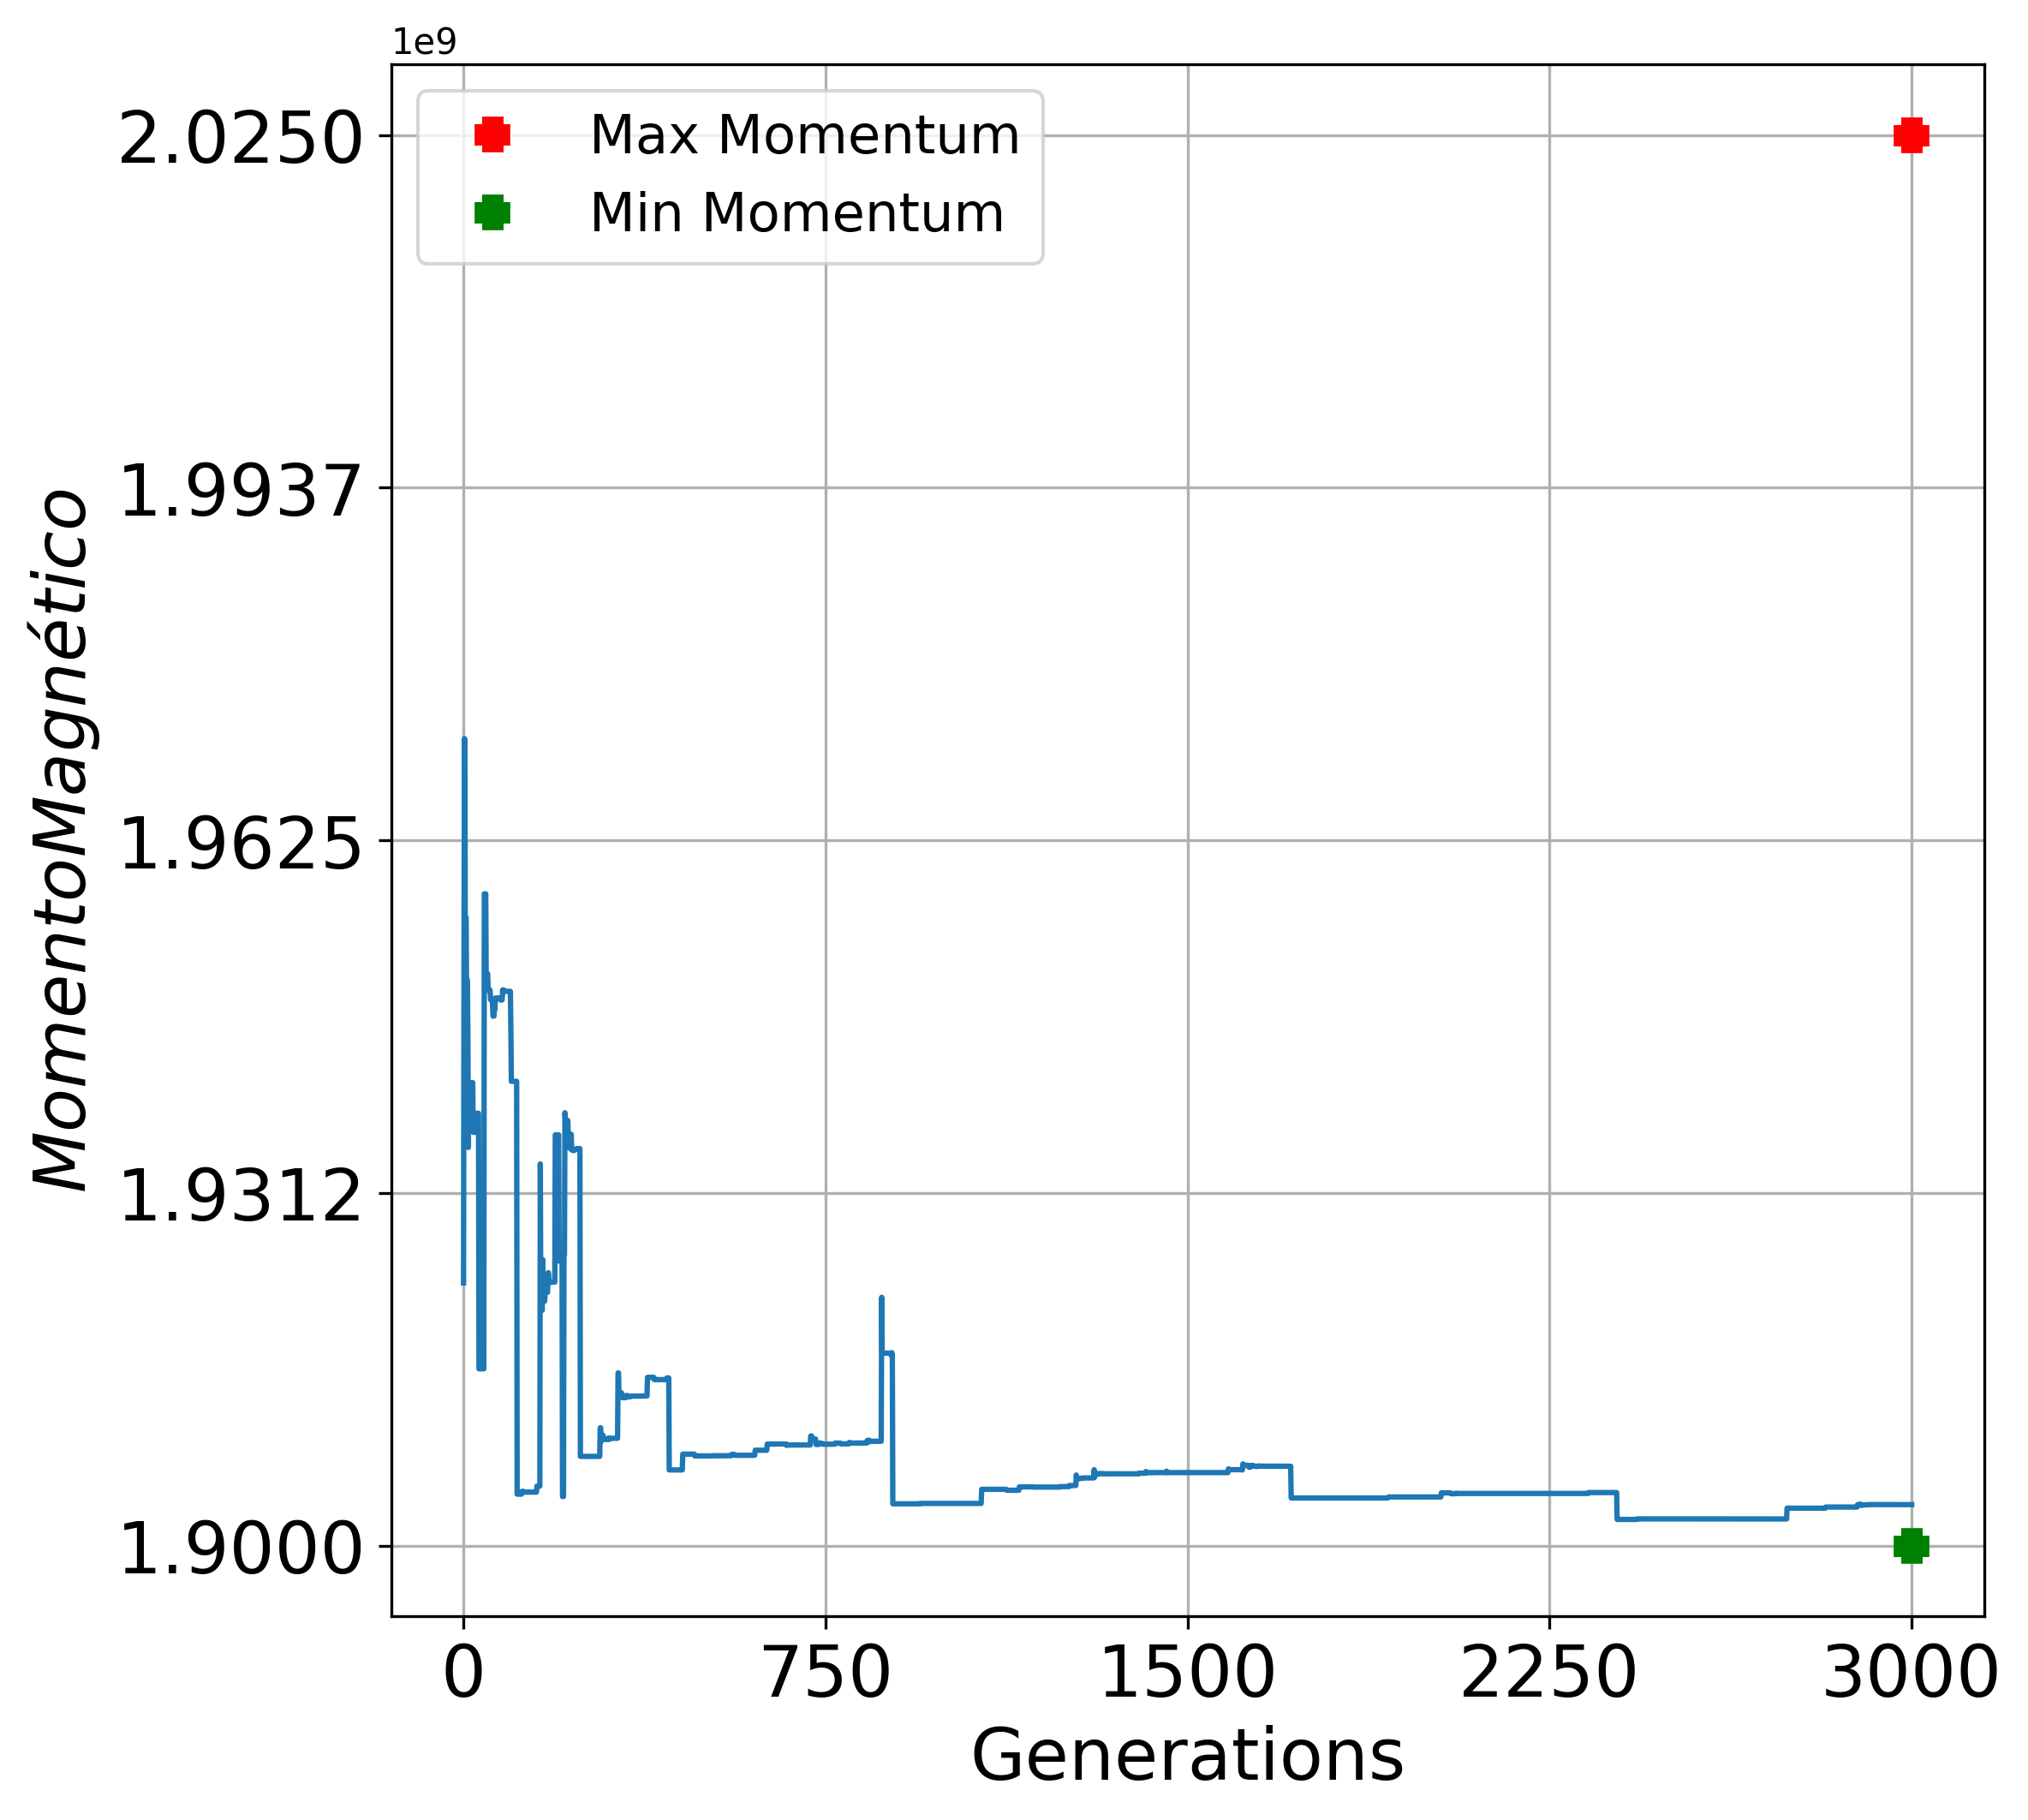 1e9
2.0250
1.9937
1.9625
1.9312
1.9000
MomentoMagnético
Max Momentum
Min Momentum
0 750 1500 2250 3000
Generations